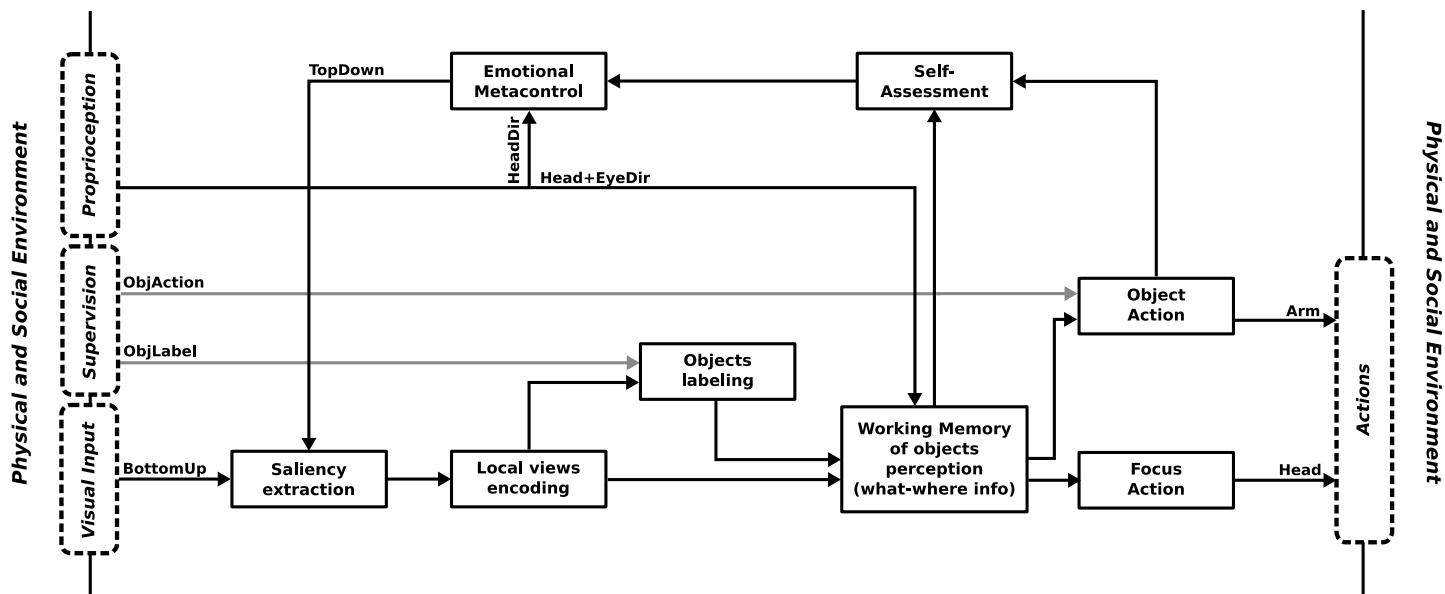 Physical and Social Environment
Proprioception
Supervision
Visual Input
TopDown
Emotional
Metacontrol
Self-
Assessment
HeadDir
Head+EyeDir
ObjAction
Object
Action
Arm
ObjLabel
Objects
labeling
BottomUp
Saliency
extraction
Local views
encoding
Working Memory
of objects
perception
(what-where info)
Focus
Action
Head
Actions
Physical and Social Environment